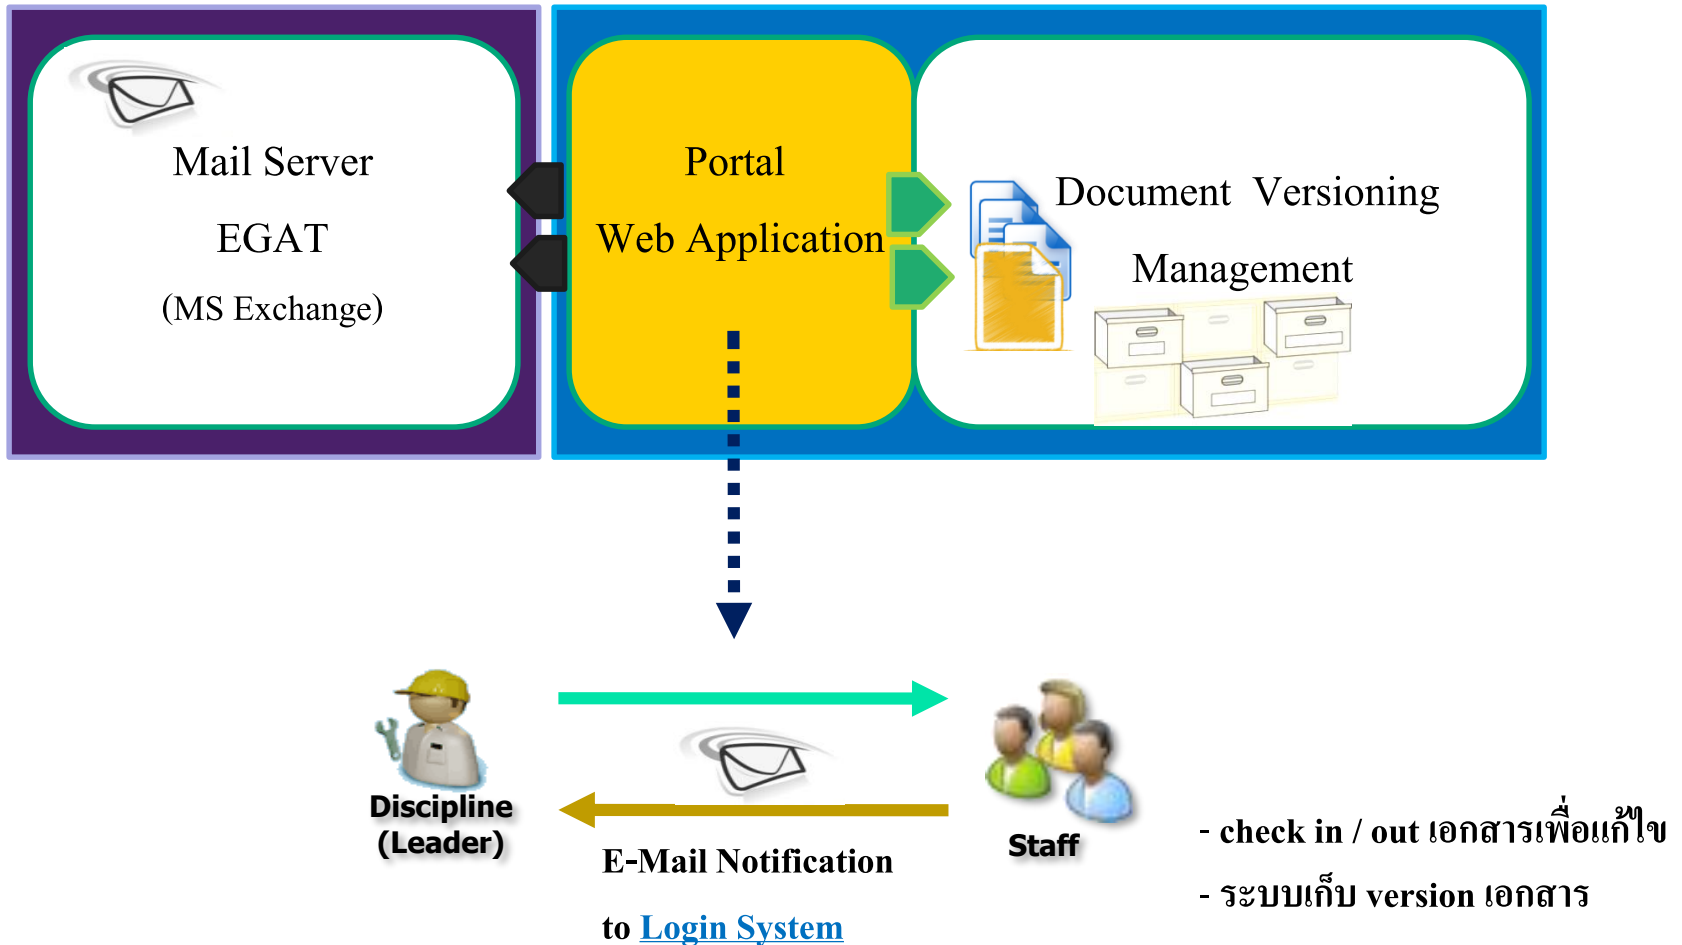 Mail Server
EGAT
(MS Exchange)
Portal
Web Application
Document Versioning
Management
Discipline
(Leader)
E-Mail Notification
to Login System
Staff
- check in / out เอกสารเพื่อแก้ไข
- ระบบเก็บ version เอกสาร